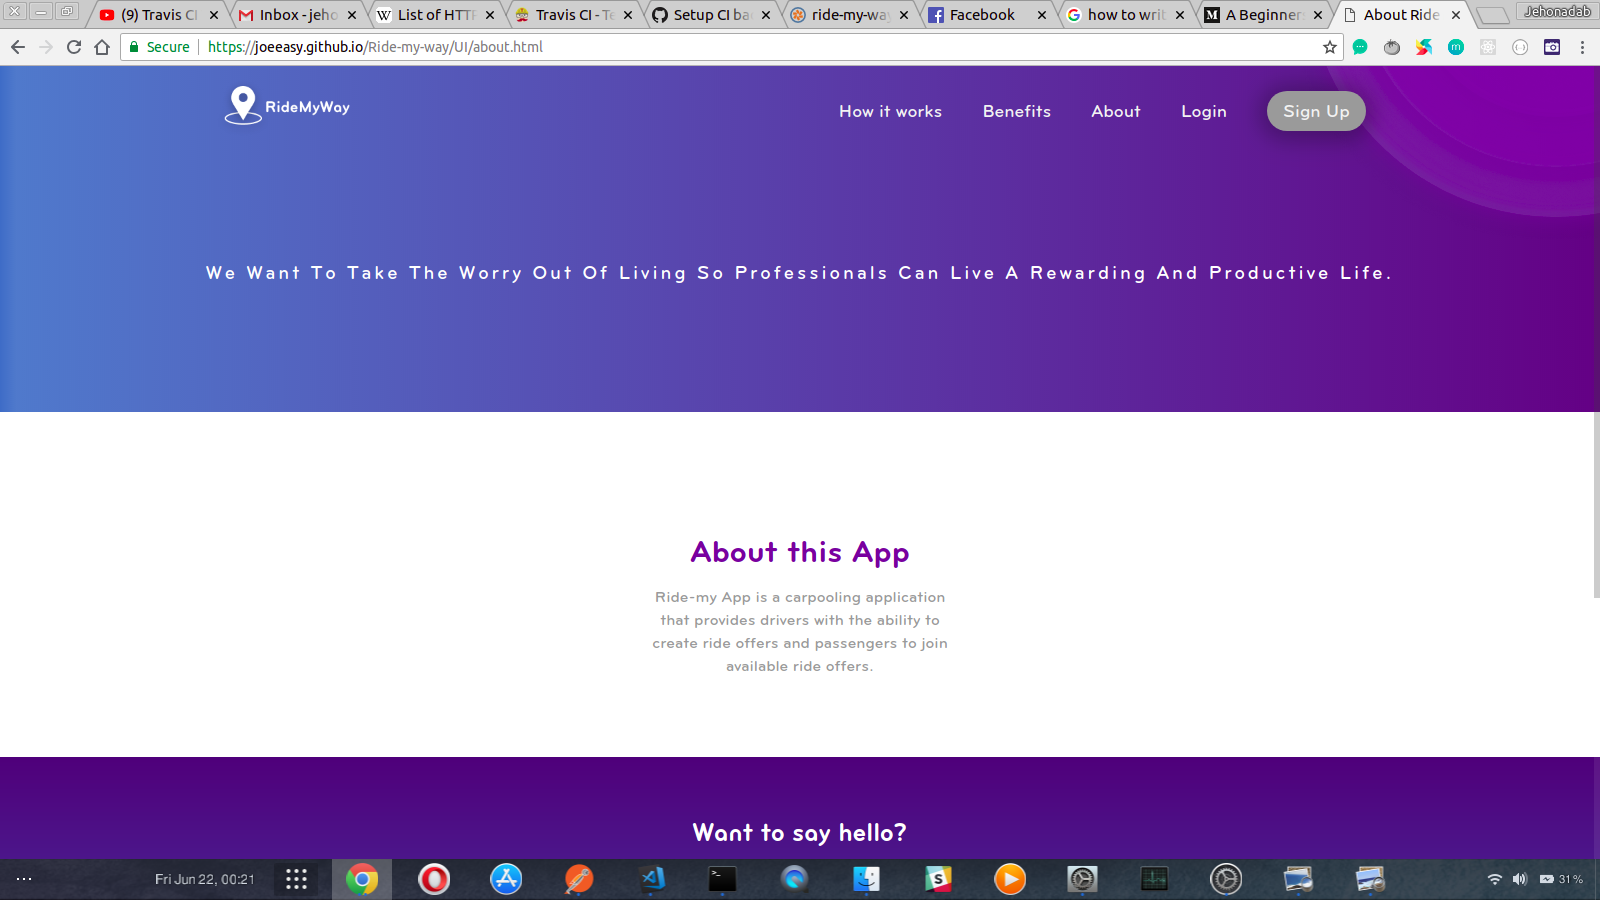 (9) Travis CI
Inbox - jeho
List of HTTP
Travis CI - Te
Setup CI ba
ride-my-way
Facebook
how to writ
A Beginner
About Ride
Jehonadab
Secure https://joeeasy.github.io/Ride-my-way/UI/about.html
RideMyWay
How it works
Benefits
About
Login
Sign Up
We Want To Take The Worry Out Of Living So Professionals Can Live A Rewarding And Productive Life.
About this App
Ride-my App is a carpooling application
that provides drivers with the ability to
create ride offers and passengers to join
available ride offers.
Want to say hello?
Fri Jun 22, 00:21
31%